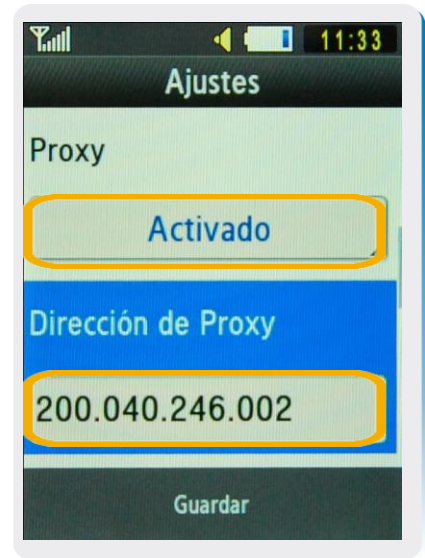 11:33
Ajustes
Proxy
Activado
Dirección de Proxy
200.040.246.002
Guardar